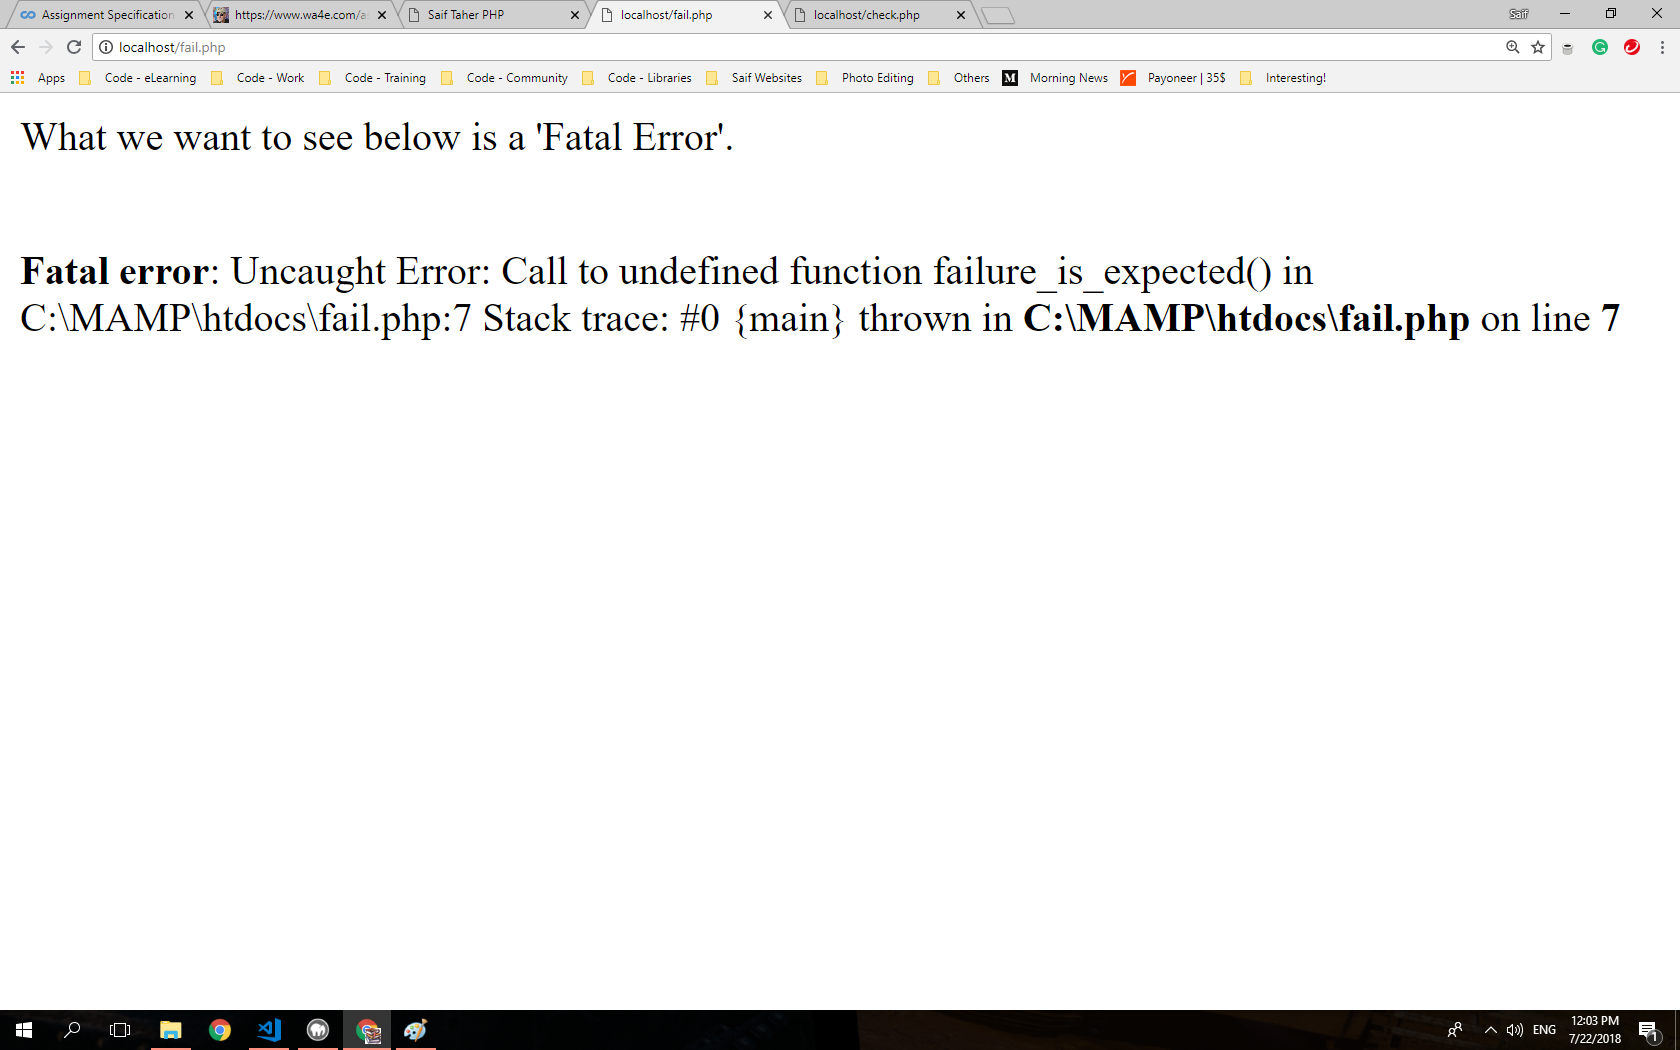 Assignment Specification
https://www.wa4e.com/a
Saif Taher PHP
localhost/fail.php
localhost/check.php
Saif
localhost/fail.php
Apps
Code - eLearning
Code - Work
Code - Training
Code - Community
Code - Libraries
Saif Websites
Photo Editing
Others
M
Morning News
Payoneer | 35$
Interesting!
What we want to see below is a 'Fatal Error'.
Fatal error: Uncaught Error: Call to undefined function failure_is_expected() in
C:\MAMP\htdocs\fail.php:7 Stack trace: #0 {main} thrown in C:\MAMP\htdocs\fail.php on line 7
ENG
12:03 PM
7/22/2018
1